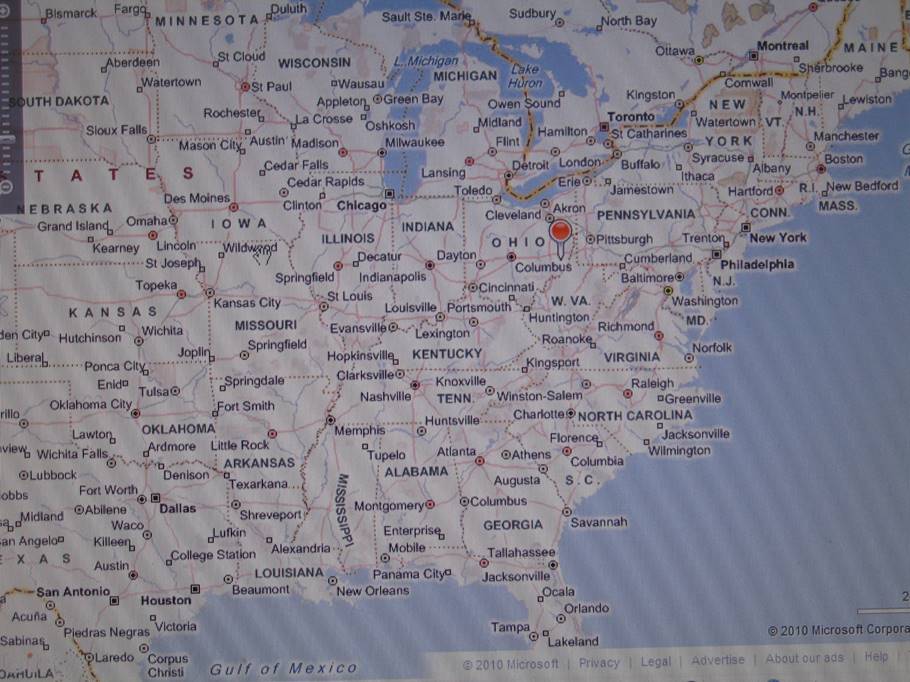 Bismarck
Fargo
MINNESOTA
Duluth
Sault Ste. Marie
Sudbury
North Bay
Ottawa
Montreal
MAINE
Aberdeen
St Cloud
WISCONSIN
L. Michigan
MICHIGAN
Lake
Huron
Cornwall
Sherbrooke
Bang
Watertown
St Paul
Wausau
Appleton
Green Bay
Owen Sound
Kingston
NEW
YORK
Montpelier
Lewiston
SOUTH DAKOTA
Rochester
La Crosse
Oshkosh
Midland
Toronto
Watertown
VT.
N.H.
Sioux Falls
Mason City
Austin
Madison
Milwaukee
Flint
Hamilton
St Catharines
Syracuse
Manchester
TATES
Cedar Falls
Lansing
Detroit
London
Buffalo
Ithaca
Albany
Boston
NEBRASKA
Des Moines
Cedar Rapids
Clinton
Chicago
Toledo
Erie
Jamestown
Hartford
R.I.
New Bedford
MASS.
Grand Island
Omaha
IOWA
ILLINOIS
INDIANA
Cleveland
Akron
PENNSYLVANIA
CONN.
Kearney
Lincoln
Wildwood
OHIO
Pittsburgh
Trenton
New York
St Joseph
Springfield
Decatur
Indianapolis
Dayton
Columbus
Cumberland
Philadelphia
Topeka
Kansas City
St Louis
Cincinnati
Baltimore
N.J.
KANSAS
MISSOURI
Louisville
Portsmouth
W. VA.
Huntington
Washington
MD.
den City
Hutchinson
Wichita
Evansville
Lexington
Richmond
Roanoke
Liberal
Joplin
Springfield
Hopkinsville
KENTUCKY
Kingsport
VIRGINIA
Norfolk
Ponca City
Enid
Tulsa
Springdale
Clarksville
Nashville
Knoxville
TENN.
Winston-Salem
Raleigh
Greenville
rillo
Oklahoma City
Fort Smith
Charlotte
NORTH CAROLINA
OKLAHOMA
Memphis
Huntsville
Lawton
Ardmore
Little Rock
Florence
Jacksonville
Wilmington
view
Wichita Falls
ARKANSAS
Tupelo
Atlanta
Athens
Columbia
Lubbock
Denison
Texarkana
ALABAMA
Augusta
S.C.
obbs
Fort Worth
Abilene
Dallas
Shreveport
MISSISSIPPI
Montgomery
Columbus
Midland
Waco
GEORGIA
Savannah
an Angelo
Killeen
Lufkin
Enterprise
EXAS
College Station
Alexandria
Mobile
Tallahassee
Austin
LOUISIANA
Panama City
Jacksonville
San Antonio
Houston
Beaumont
New Orleans
Ocala
Acuña
Orlando
Sabinas
Piedras Negras
Victoria
Tampa
Lakeland
Laredo
Corpus
Christi
Gulf of Mexico
2
© 2010 Microsoft Corpora
© 2010 Microsoft | Privacy | Legal | Advertise | About our ads | Help |